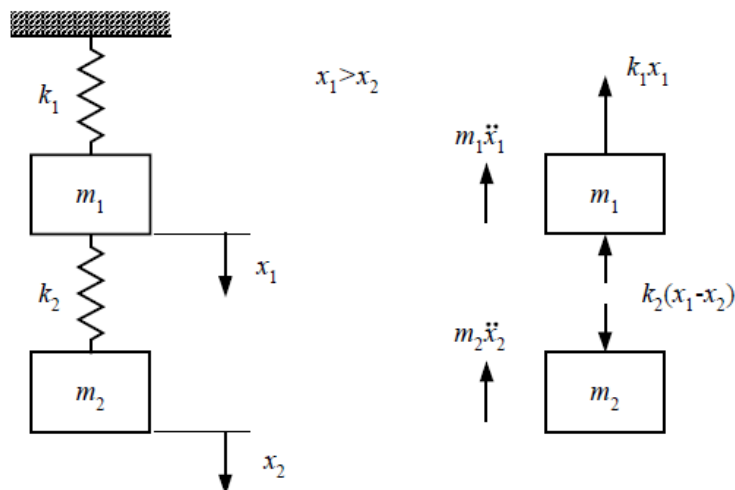 k₁
m₁
x₁
k₂
m₂
x₂
x₁>x₂
k₁x₁
m₁ẍ₁
m₁
k₂(x₁-x₂)
m₂ẍ₂
m₂